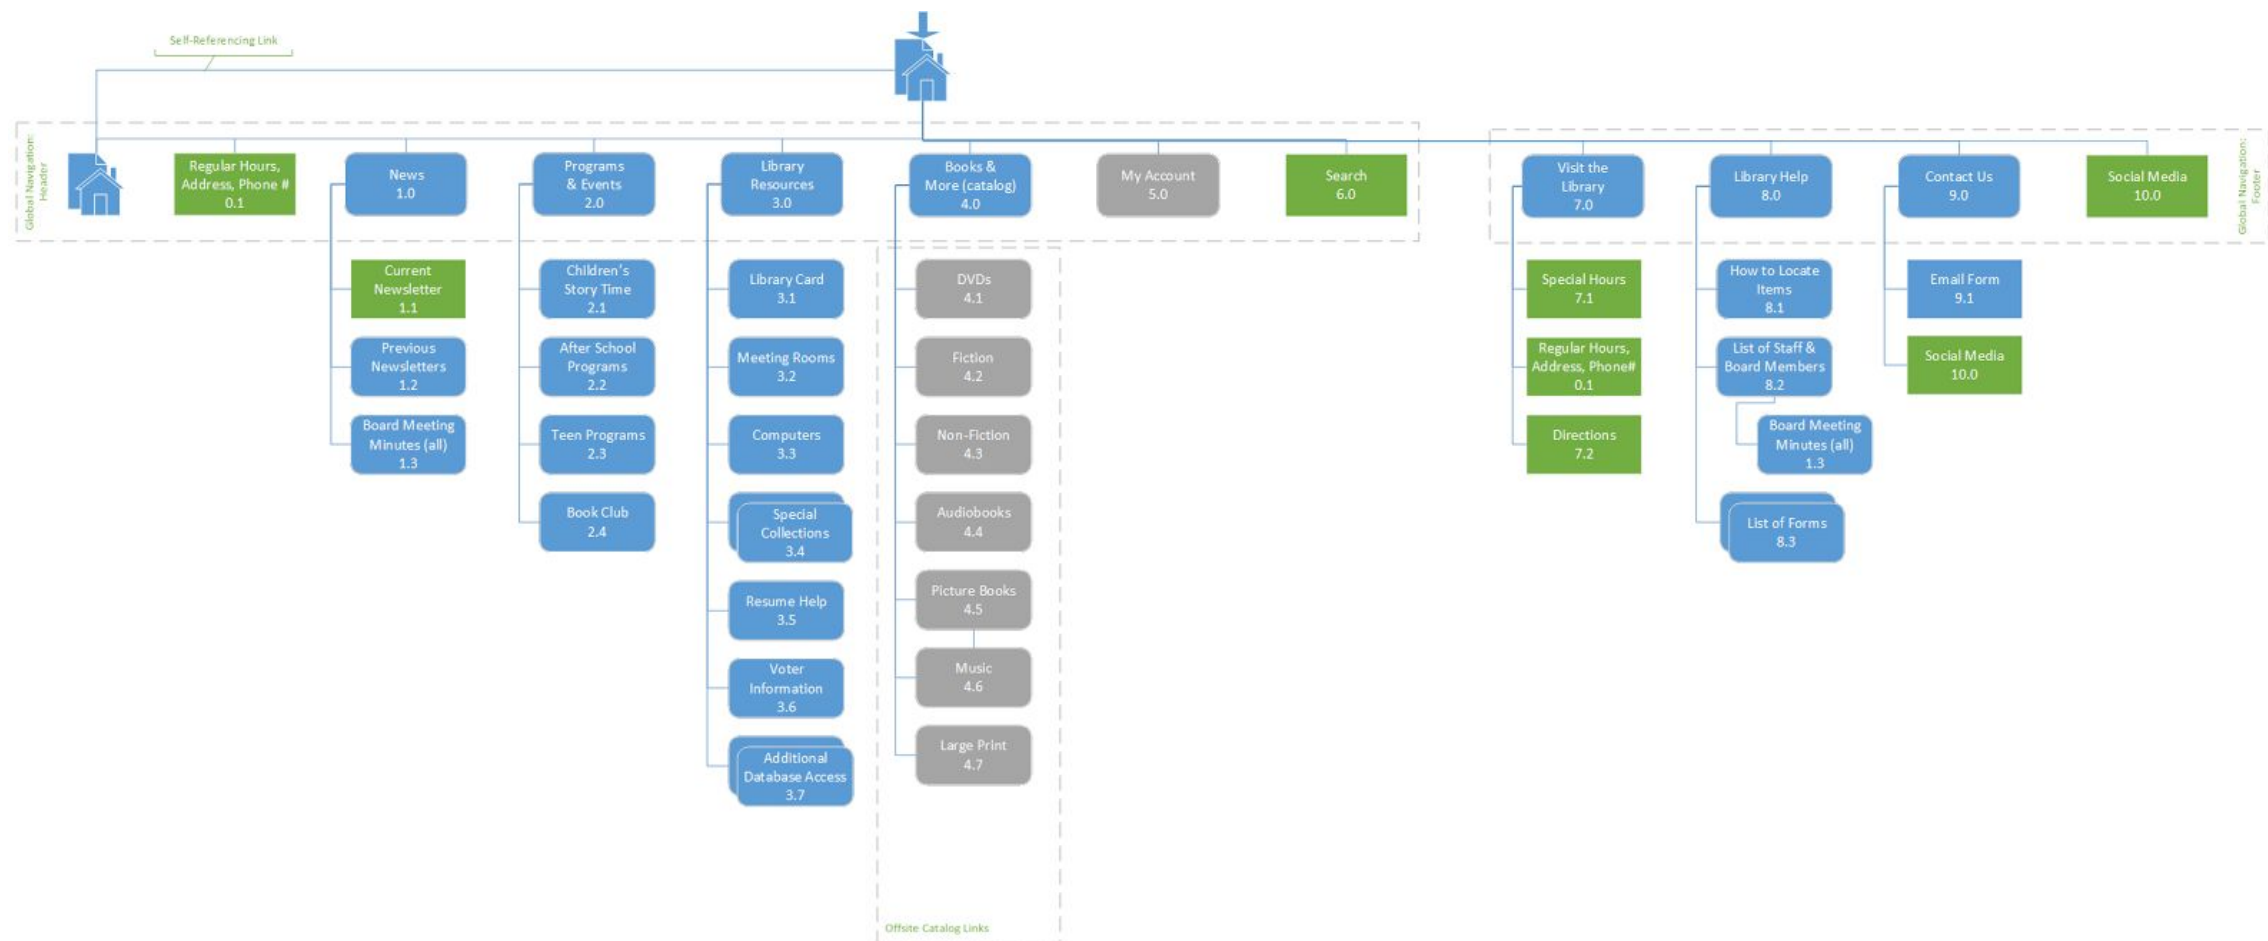 Self-Referencing Link
Global Navigation:
Header
Regular Hours,
Address, Phone #
0.1
News
1.0
Programs
& Events
2.0
Library
Resources
3.0
Books &
More (catalog)
4.0
My Account
5.0
Search
6.0
Visit the
Library
7.0
Library Help
8.0
Contact Us
9.0
Social Media
10.0
Global Navigation:
Footer
Current
Newsletter
1.1
Previous
Newsletters
1.2
Board Meeting
Minutes (all)
1.3
Children's
Story Time
2.1
After School
Programs
2.2
Teen Programs
2.3
Book Club
2.4
Library Card
3.1
Meeting Rooms
3.2
Computers
3.3
Special
Collections
3.4
Resume Help
3.5
Voter
Information
3.6
Additional
Database Access
3.7
DVDs
4.1
Fiction
4.2
Non-Fiction
4.3
Audiobooks
4.4
Picture Books
4.5
Music
4.6
Large Print
4.7
Offsite Catalog Links
Special Hours
7.1
Regular Hours,
Address, Phone#
0.1
Directions
7.2
How to Locate
Items
8.1
List of Staff &
Board Members
8.2
Board Meeting
Minutes (all)
1.3
List of Forms
8.3
Email Form
9.1
Social Media
10.0